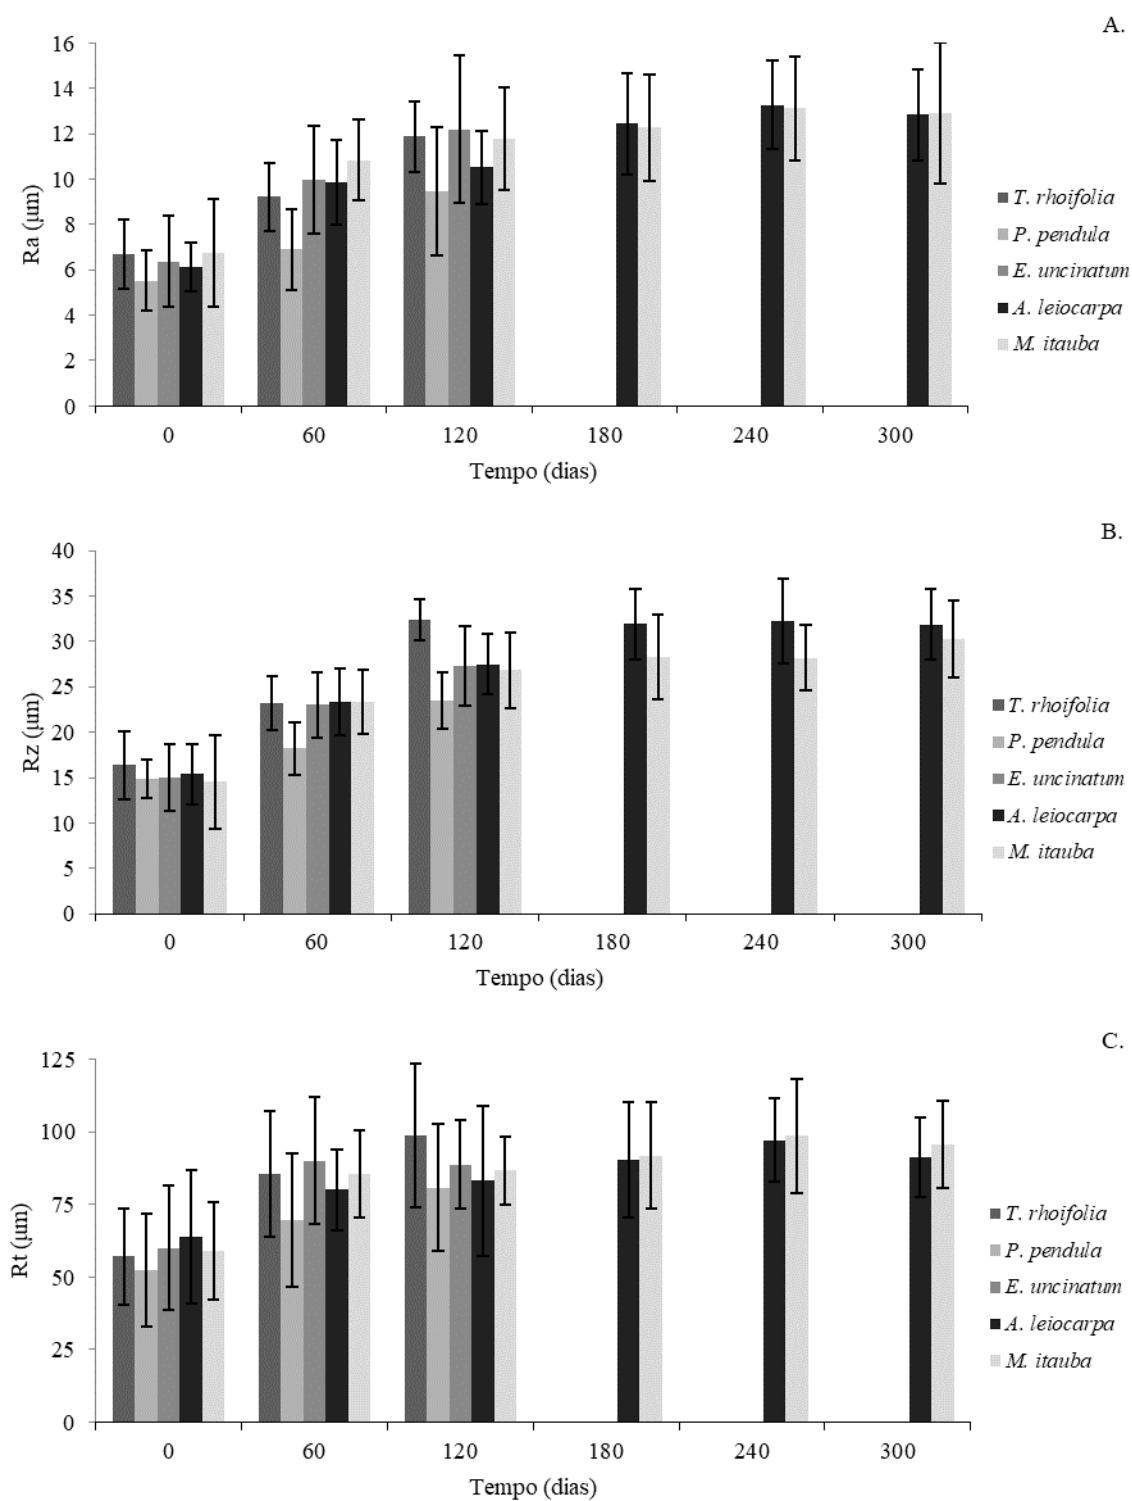 A.
16
14
12
10
8
6
4
2
0
Ra (μm)
0 60 120 180 240 300
Tempo (dias)
T. rhoifolia
P. pendula
E. uncinatum
A. leiocarpa
M. itauba
B.
40
35
30
25
20
15
10
5
0
Rz (μm)
0 60 120 180 240 300
Tempo (dias)
T. rhoifolia
P. pendula
E. uncinatum
A. leiocarpa
M. itauba
C.
125
100
75
50
25
0
Rt (μm)
0 60 120 180 240 300
Tempo (dias)
T. rhoifolia
P. pendula
E. uncinatum
A. leiocarpa
M. itauba